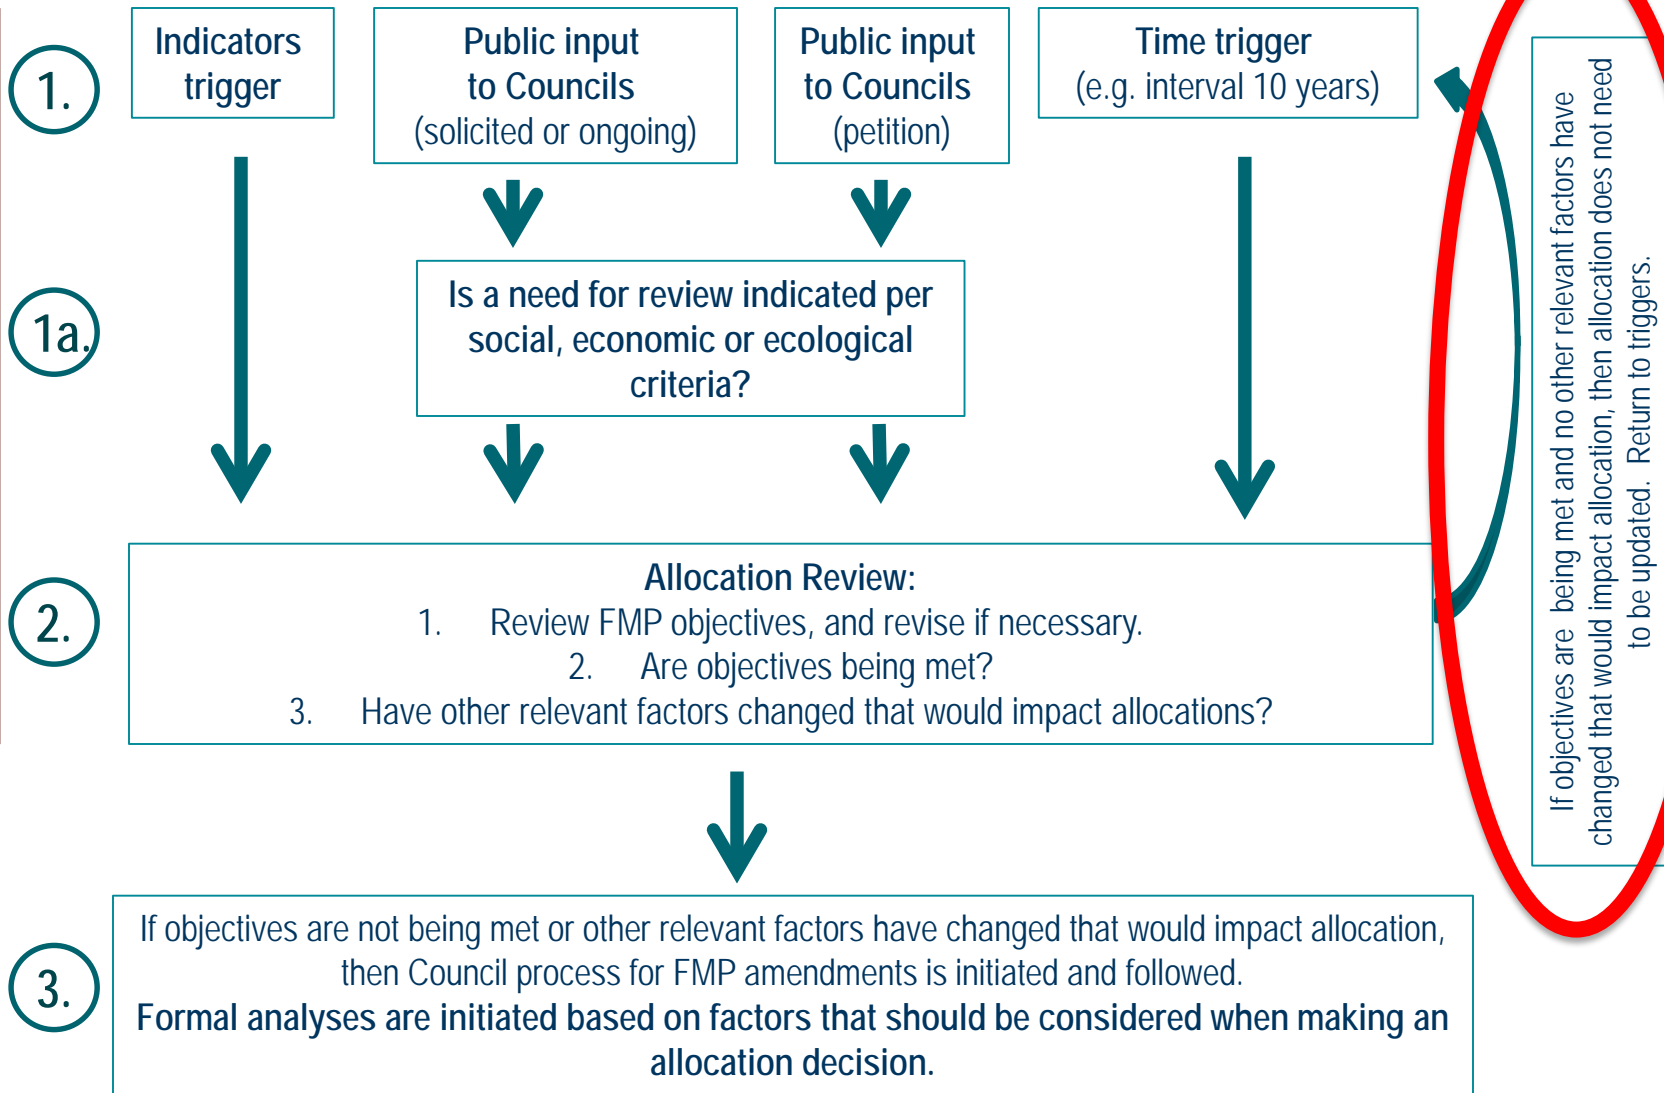 1.
Indicators
trigger
Public input
to Councils
(solicited or ongoing)
Public input
to Councils
(petition)
Time trigger
(e.g. interval 10 years)
1a.
Is a need for review indicated per
social, economic or ecological
criteria?
2.
Allocation Review:
1. Review FMP objectives, and revise if necessary.
2. Are objectives being met?
3. Have other relevant factors changed that would impact allocations?
If objectives are being met and no other relevant factors have
changed that would impact allocation, then allocation does not need
to be updated. Return to triggers.
3.
If objectives are not being met or other relevant factors have changed that would impact allocation,
then Council process for FMP amendments is initiated and followed.
Formal analyses are initiated based on factors that should be considered when making an
allocation decision.